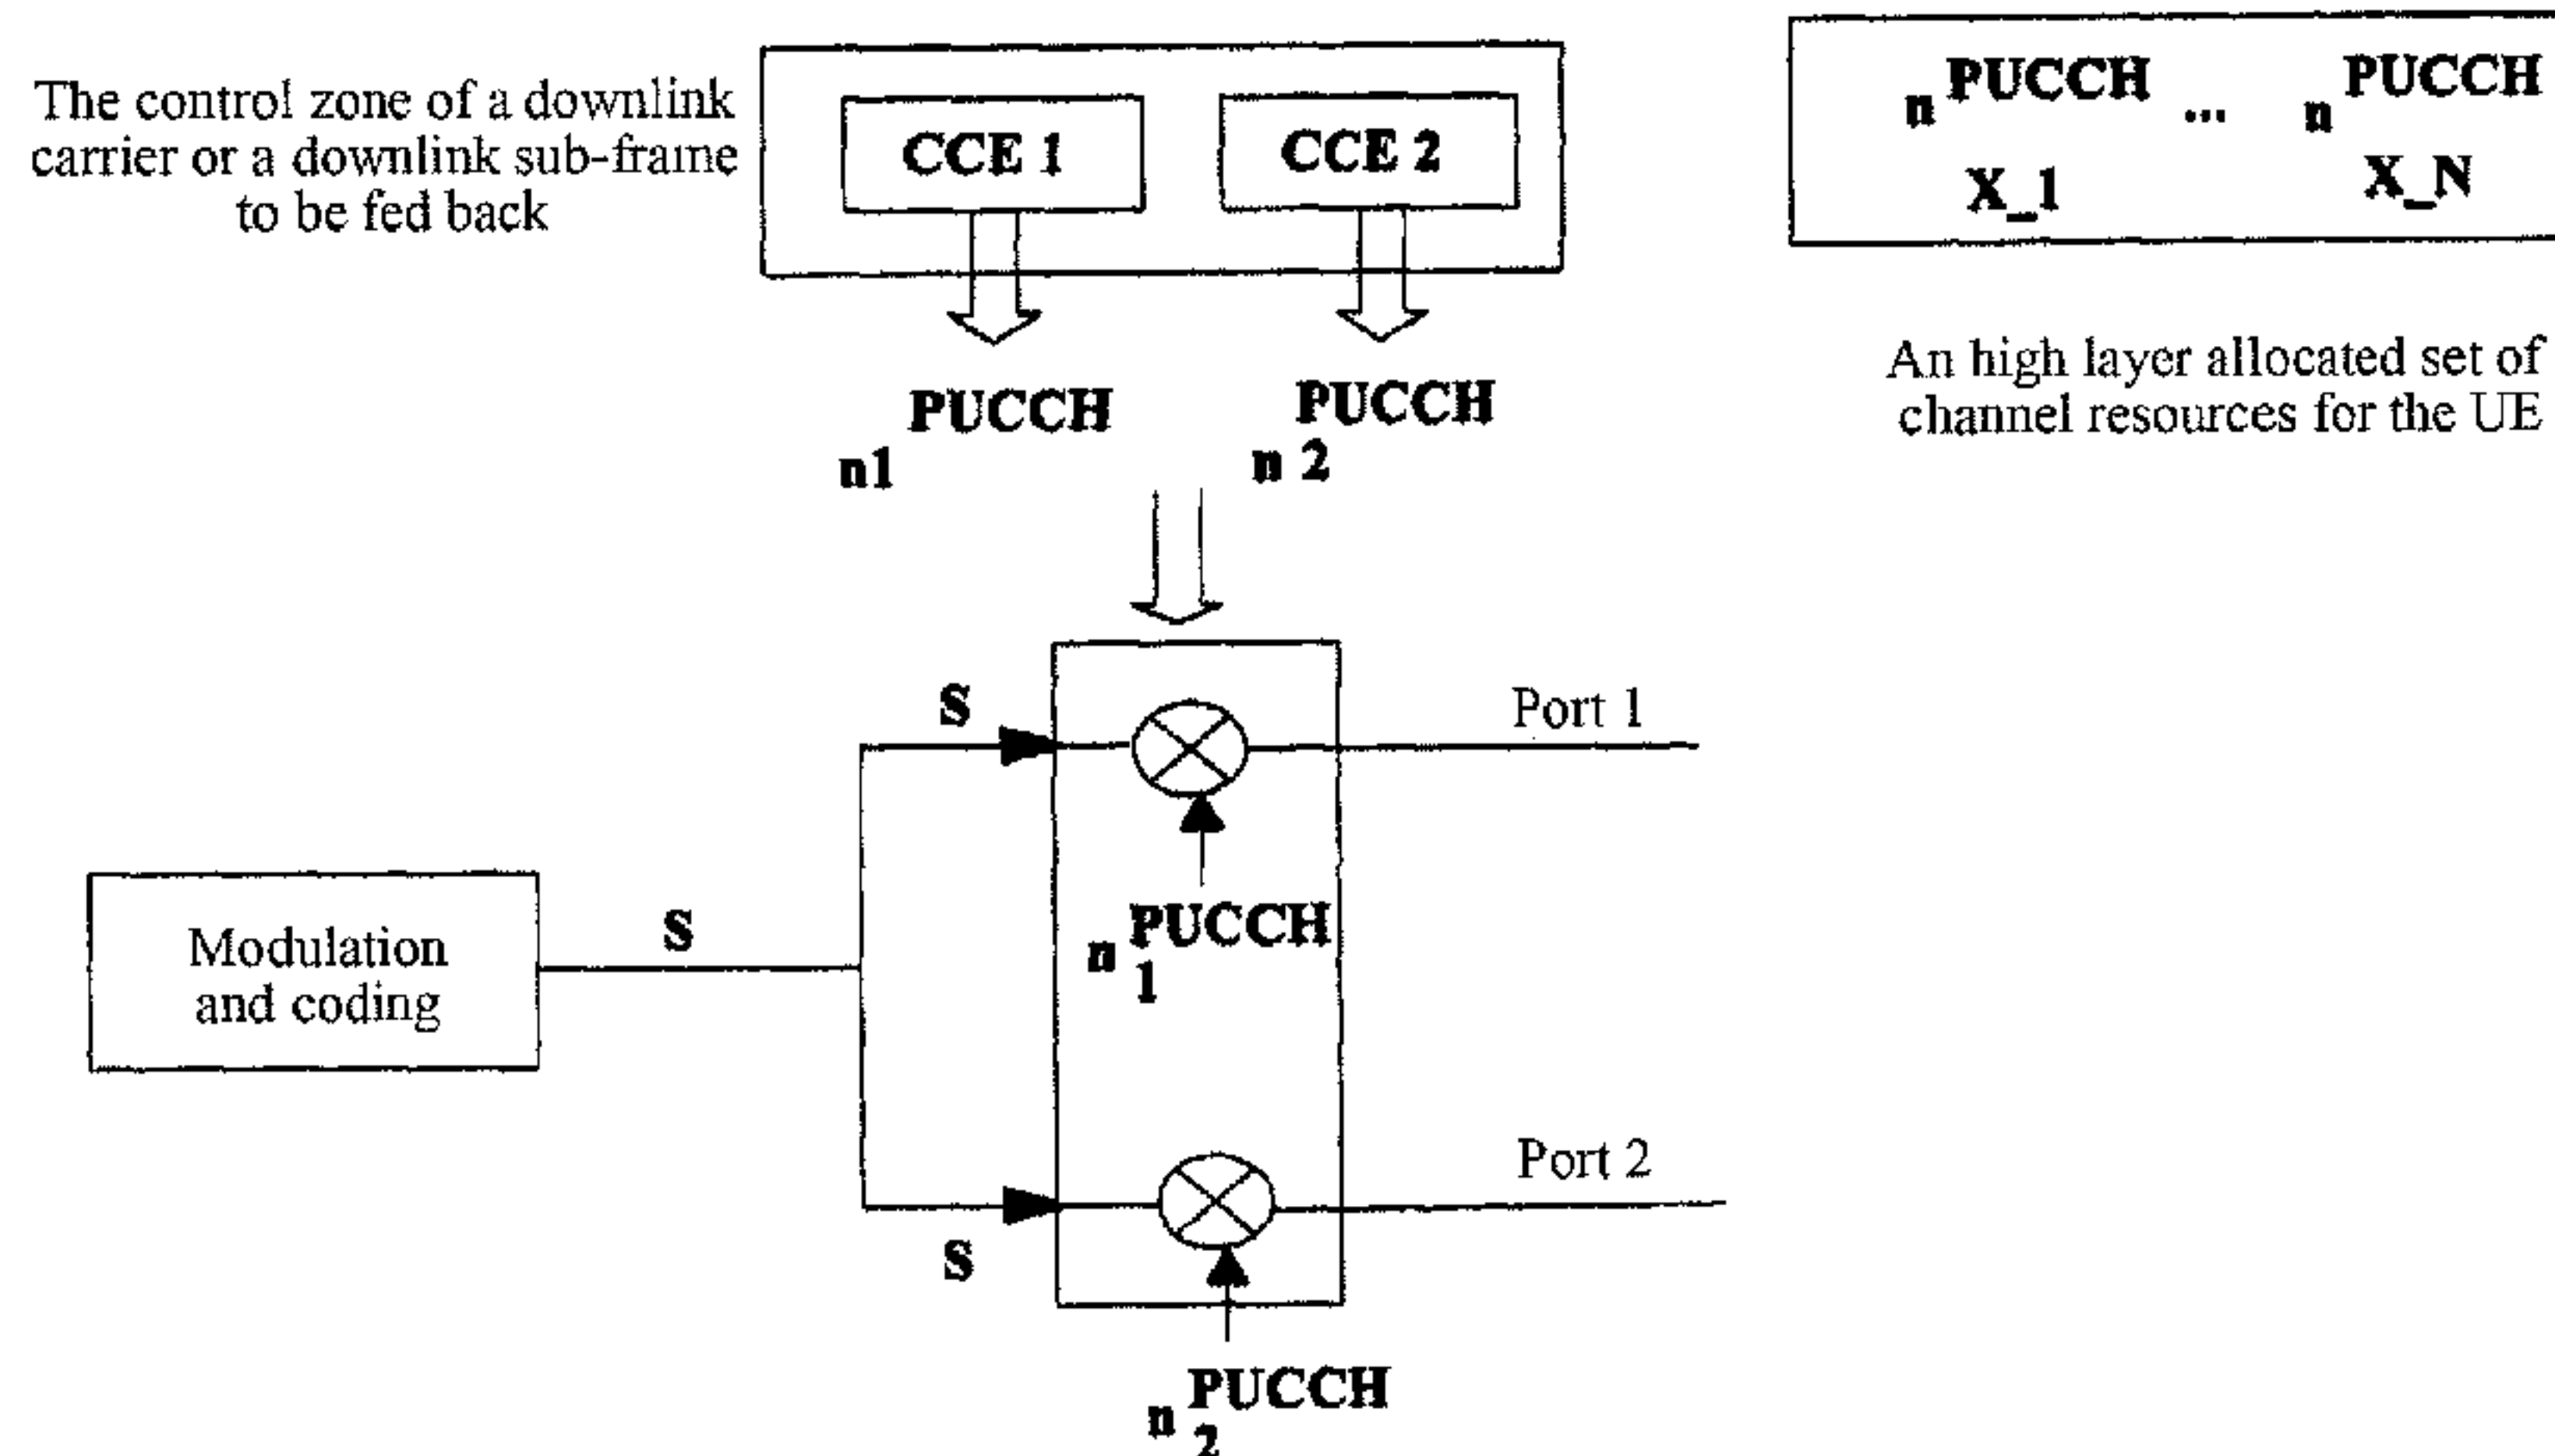 The control zone of a downlink
carrier or a downlink sub-frame
to be fed back
CCE 1
CCE 2
n PUCCH ... n PUCCH
X_1 X_N
An high layer allocated set of
channel resources for the UE
PUCCH
n1
PUCCH
n 2
S
Port 1
Modulation
and coding
S
n PUCCH
1
S
Port 2
n PUCCH
2